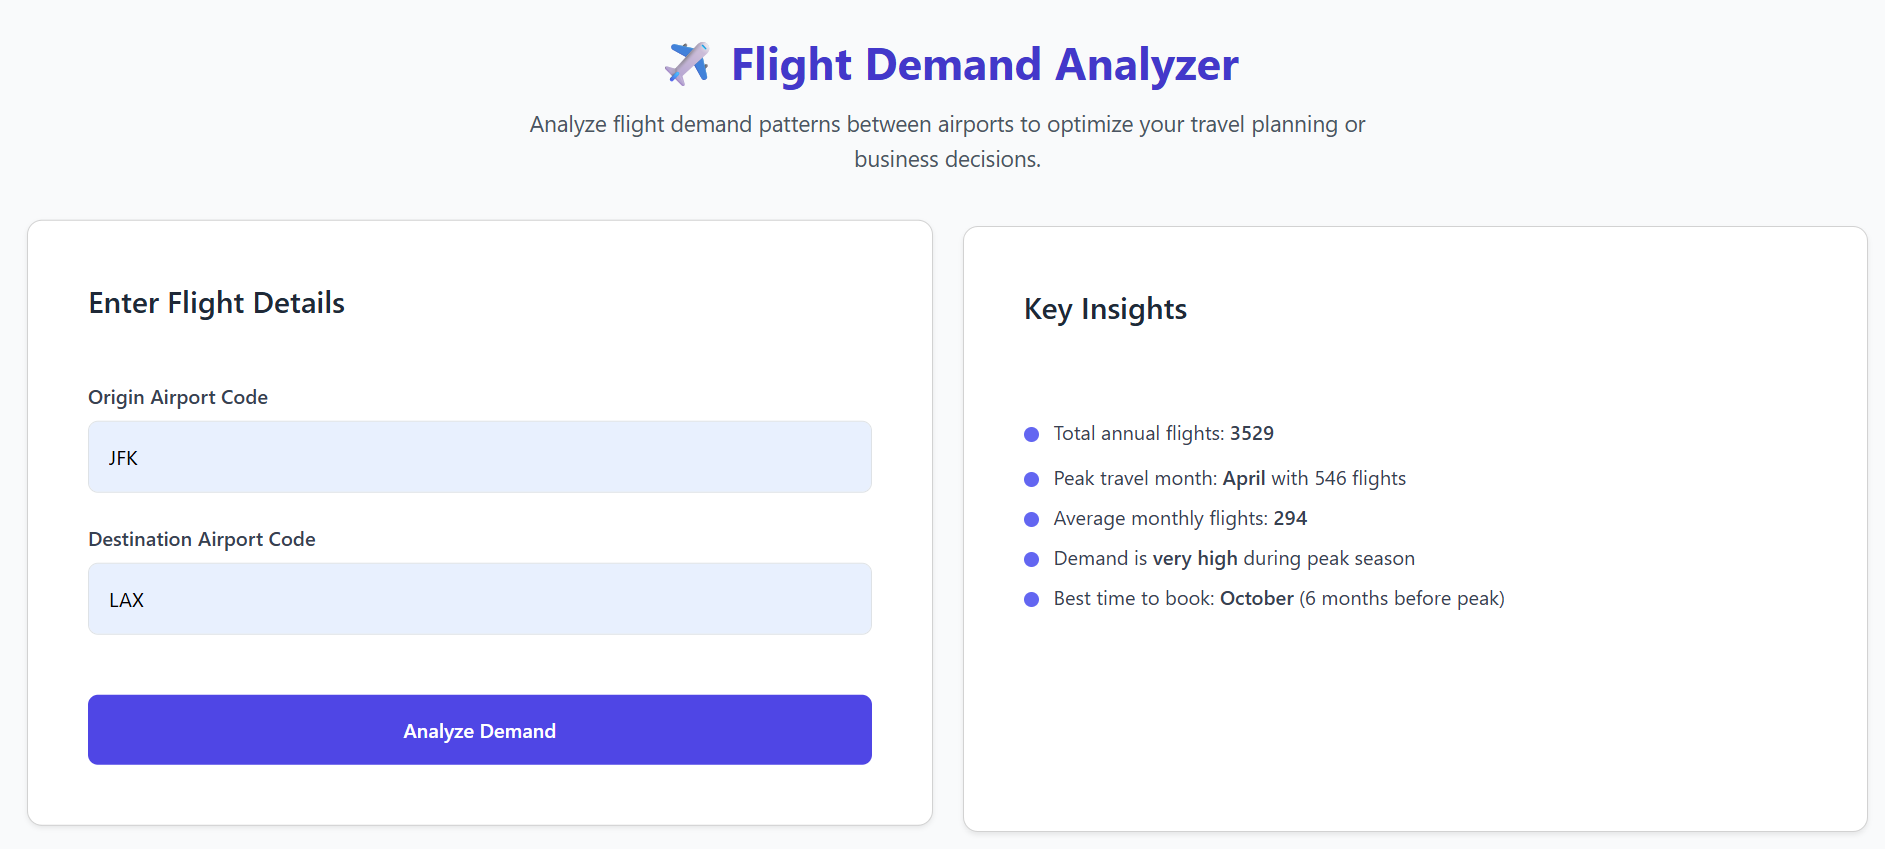 Flight Demand Analyzer
Analyze flight demand patterns between airports to optimize your travel planning or
business decisions.
Enter Flight Details
Origin Airport Code
JFK
Destination Airport Code
LAX
Analyze Demand
Key Insights
Total annual flights: 3529
Peak travel month: April with 546 flights
Average monthly flights: 294
Demand is very high during peak season
Best time to book: October (6 months before peak)